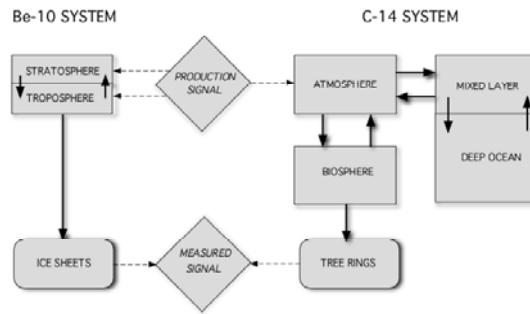 Be-10 SYSTEM
C-14 SYSTEM
STRATOSPHERE
TROPOSPHERE
PRODUCTION
SIGNAL
ATMOSPHERE
MIXED LAYER
DEEP OCEAN
BIOSPHERE
ICE SHEETS
MEASURED
SIGNAL
TREE RINGS